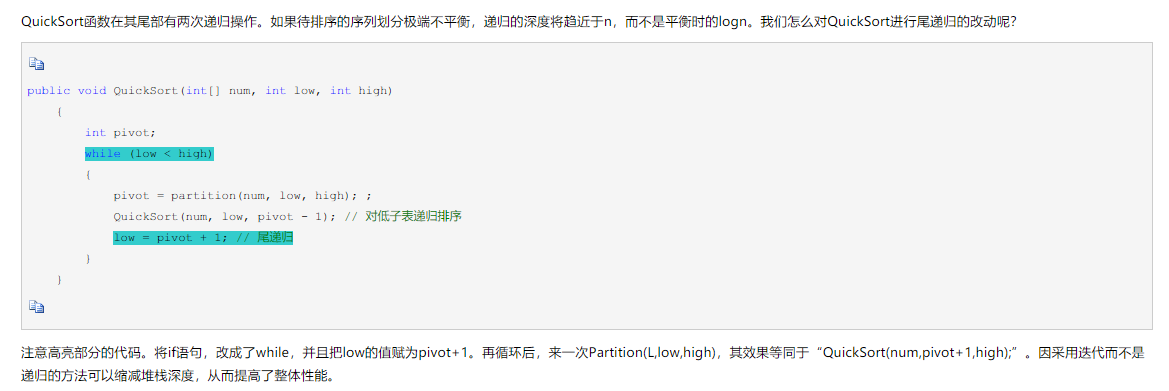 QuickSort函数在其尾部有两次递归操作。如果待排序的序列划分极端不平衡，递归的深度将趋近于n，而不是平衡时的logn。我们怎么对QuickSort进行尾递归的改动呢？
public void QuickSort(int[] num, int low, int high)
{
int pivot;
while (low < high)
{
pivot = partition(num, low, high); ;
QuickSort(num, low, pivot - 1); // 对低子表递归排序
low = pivot + 1; // 尾递归
}
}
注意高亮部分的代码。将if语句，改成了while，并且把low的值赋为pivot+1。再循环后，来一次Partition(L,low,high)，其效果等同于“QuickSort(num,pivot+1,high);”。因采用迭代而不是
递归的方法可以缩减堆栈深度，从而提高了整体性能。